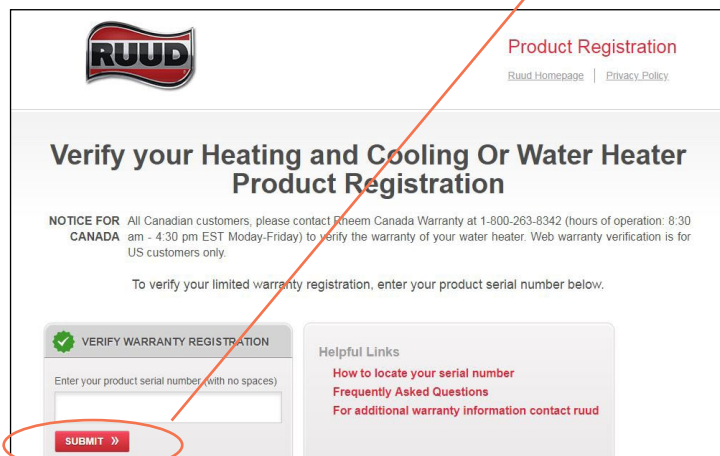 RUUD
Product Registration
Ruud Homepage | Privacy Policy
Verify your Heating and Cooling Or Water Heater
Product Registration
NOTICE FOR CANADA
All Canadian customers, please contact Rheem Canada Warranty at 1-800-263-8342 (hours of operation: 8:30
am - 4:30 pm EST Moday-Friday) to verify the warranty of your water heater. Web warranty verification is for
US customers only.
To verify your limited warranty registration, enter your product serial number below.
VERIFY WARRANTY REGISTRATION
Enter your product serial number (with no spaces)
SUBMIT »
Helpful Links
How to locate your serial number
Frequently Asked Questions
For additional warranty information contact ruud